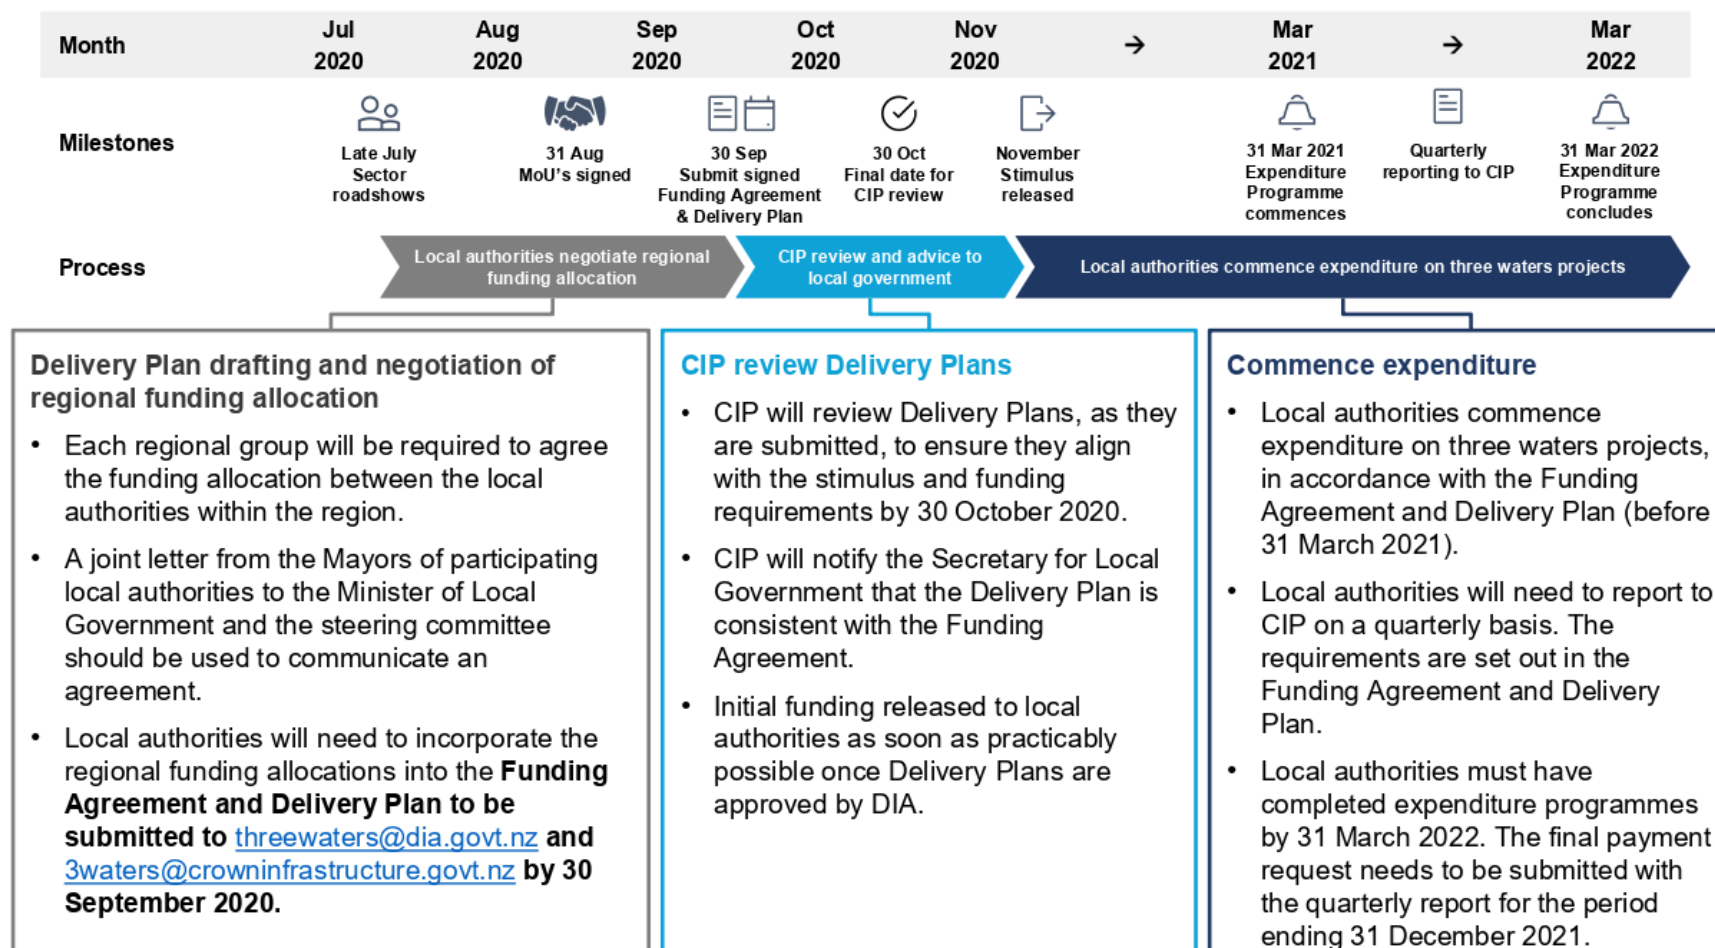 Month
Jul
2020
Aug
2020
Sep
2020
Oct
2020
Nov
2020
→
Mar
2021
→
Mar
2022
Milestones
Late July
Sector
roadshows
31 Aug
MoU's signed
30 Sep
Submit signed
Funding Agreement
& Delivery Plan
30 Oct
Final date for
CIP review
November
Stimulus
released
31 Mar 2021
Expenditure
Programme
commences
Quarterly
reporting to CIP
31 Mar 2022
Expenditure
Programme
concludes
Process
Local authorities negotiate regional
funding allocation
CIP review and advice to
local government
Local authorities commence expenditure on three waters projects
Delivery Plan drafting and negotiation of
regional funding allocation
• Each regional group will be required to agree
the funding allocation between the local
authorities within the region.
• A joint letter from the Mayors of participating
local authorities to the Minister of Local
Government and the steering committee
should be used to communicate an
agreement.
• Local authorities will need to incorporate the
regional funding allocations into the Funding
Agreement and Delivery Plan to be
submitted to threewaters@dia.govt.nz and
3waters@crowninfrastructure.govt.nz by 30
September 2020.
CIP review Delivery Plans
• CIP will review Delivery Plans, as they
are submitted, to ensure they align
with the stimulus and funding
requirements by 30 October 2020.
• CIP will notify the Secretary for Local
Government that the Delivery Plan is
consistent with the Funding
Agreement.
• Initial funding released to local
authorities as soon as practicably
possible once Delivery Plans are
approved by DIA.
Commence expenditure
• Local authorities commence
expenditure on three waters projects,
in accordance with the Funding
Agreement and Delivery Plan (before
31 March 2021).
• Local authorities will need to report to
CIP on a quarterly basis. The
requirements are set out in the
Funding Agreement and Delivery
Plan.
• Local authorities must have
completed expenditure programmes
by 31 March 2022. The final payment
request needs to be submitted with
the quarterly report for the period
ending 31 December 2021.